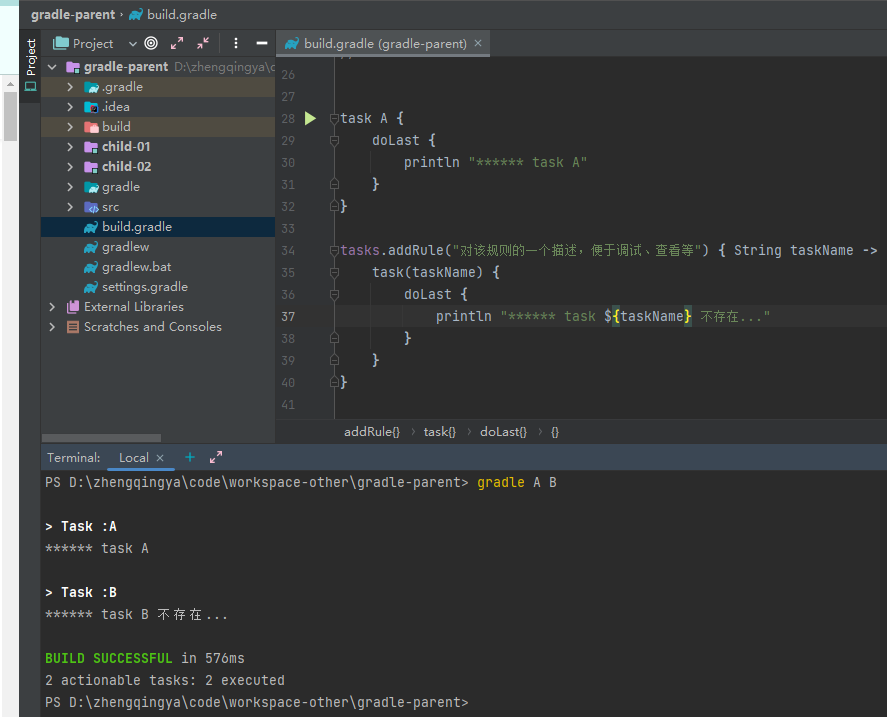 gradle-parent › build.gradle
Project
Project
build.gradle (gradle-parent)
gradle-parent D:\zhengqingya\c
.gradle
.idea
build
child-01
child-02
gradle
src
build.gradle
gradlew
gradlew.bat
settings.gradle
External Libraries
Scratches and Consoles
26
27
28 task A {
29 doLast {
30 println "****** task A"
31 }
32 }
33
34 tasks.addRule("对该规则的一个描述，便于调试、查看等") { String taskName ->
35 task(taskName) {
36 doLast {
37 println "****** task ${taskName} 不存在..."
38 }
39 }
40 }
41
addRule{} › task{} › doLast{} › {}
Terminal: Local × +
PS D:\zhengqingya\code\workspace-other\gradle-parent> gradle A B
> Task :A
****** task A
> Task :B
****** task B 不存在...
BUILD SUCCESSFUL in 576ms
2 actionable tasks: 2 executed
PS D:\zhengqingya\code\workspace-other\gradle-parent>